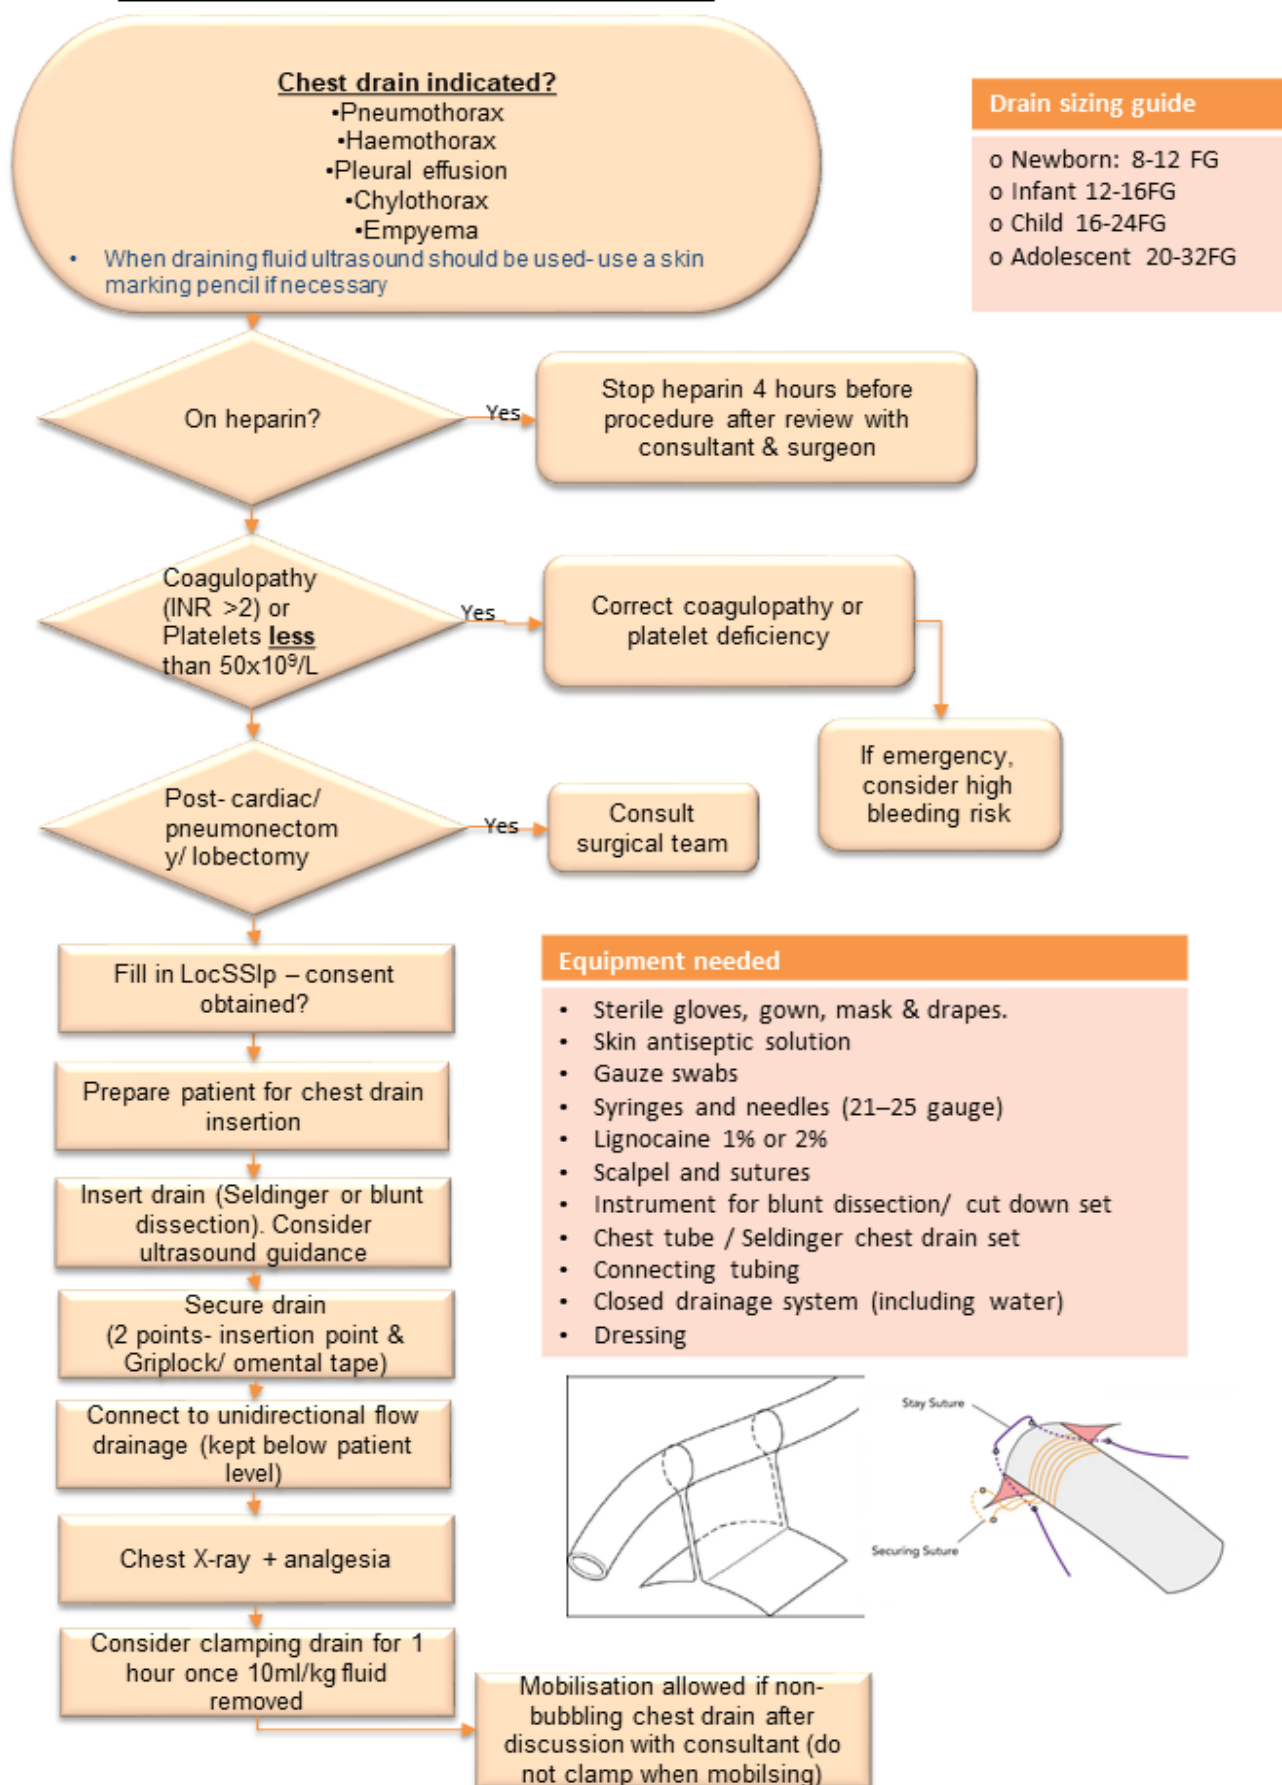 Chest drain indicated?
•Pneumothorax
•Haemothorax
•Pleural effusion
•Chylothorax
•Empyema
• When draining fluid ultrasound should be used- use a skin
marking pencil if necessary
Drain sizing guide
o Newborn: 8-12 FG
o Infant 12-16FG
o Child 16-24FG
o Adolescent 20-32FG
On heparin?
Yes
Stop heparin 4 hours before
procedure after review with
consultant & surgeon
Coagulopathy
(INR >2) or
Platelets less
than 50x10⁹/L
Yes
Correct coagulopathy or
platelet deficiency
If emergency,
consider high
bleeding risk
Post- cardiac/
pneumonectom
y/ lobectomy
Yes
Consult
surgical team
Fill in LocSSIp – consent
obtained?
Prepare patient for chest drain
insertion
Insert drain (Seldinger or blunt
dissection). Consider
ultrasound guidance
Secure drain
(2 points- insertion point &
Griplock/ omental tape)
Connect to unidirectional flow
drainage (kept below patient
level)
Chest X-ray + analgesia
Consider clamping drain for 1
hour once 10ml/kg fluid
removed
Mobilisation allowed if non-
bubbling chest drain after
discussion with consultant (do
not clamp when mobilsing)
Equipment needed
• Sterile gloves, gown, mask & drapes.
• Skin antiseptic solution
• Gauze swabs
• Syringes and needles (21–25 gauge)
• Lignocaine 1% or 2%
• Scalpel and sutures
• Instrument for blunt dissection/ cut down set
• Chest tube / Seldinger chest drain set
• Connecting tubing
• Closed drainage system (including water)
• Dressing
Stay Suture
Securing Suture